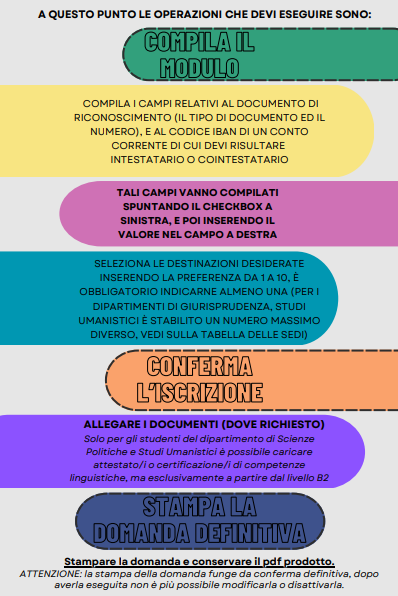 A QUESTO PUNTO LE OPERAZIONI CHE DEVI ESEGUIRE SONO:
COMPILA IL
MODULO
COMPILA I CAMPI RELATIVI AL DOCUMENTO DI
RICONOSCIMENTO (IL TIPO DI DOCUMENTO ED IL
NUMERO), E AL CODICE IBAN DI UN CONTO
CORRENTE DI CUI DEVI RISULTARE
INTESTATARIO O COINTESTATARIO
TALI CAMPI VANNO COMPILATI
SPUNTANDO IL CHECKBOX A
SINISTRA, E POI INSERENDO IL
VALORE NEL CAMPO A DESTRA
SELEZIONA LE DESTINAZIONI DESIDERATE
INSERENDO LA PREFERENZA DA 1 A 10, È
OBBLIGATORIO INDICARNE ALMENO UNA (PER I
DIPARTIMENTI DI GIURISPRUDENZA, STUDI
UMANISTICI È STABILITO UN NUMERO MASSIMO
DIVERSO, VEDI SULLA TABELLA DELLE SEDI)
CONFERMA
L'ISCRIZIONE
ALLEGARE I DOCUMENTI (DOVE RICHIESTO)
Solo per gli studenti del dipartimento di Scienze
Politiche e Studi Umanistici è possibile caricare
attestato/i o certificazione/i di competenze
linguistiche, ma esclusivamente a partire dal livello B2
STAMPA LA
DOMANDA DEFINITIVA
Stampare la domanda e conservare il pdf prodotto.
ATTENZIONE: la stampa della domanda funge da conferma definitiva, dopo
averla eseguita non è più possibile modificarla o disattivarla.